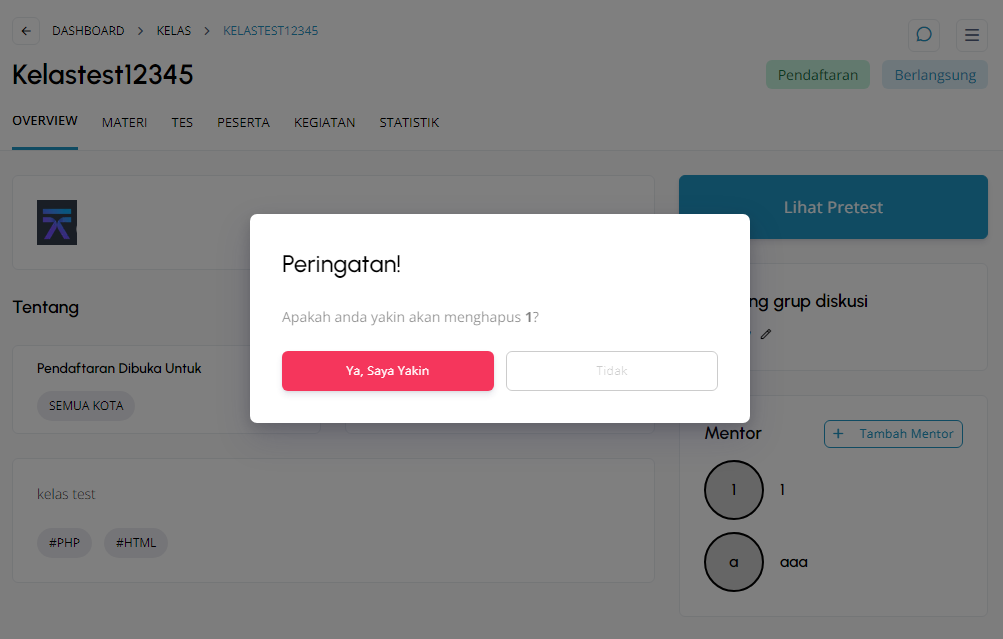 DASHBOARD > KELAS > KELASTEST12345
Kelastest12345
Pendaftaran
Berlangsung
OVERVIEW MATERI TES PESERTA KEGIATAN STATISTIK
Lihat Pretest
Peringatan!
Apakah anda yakin akan menghapus 1?
Ya, Saya Yakin
Tidak
Tentang
Pendaftaran Dibuka Untuk
SEMUA KOTA
kelas test
#PHP
#HTML
ng grup diskusi
Mentor
+ Tambah Mentor
1 1
a aaa